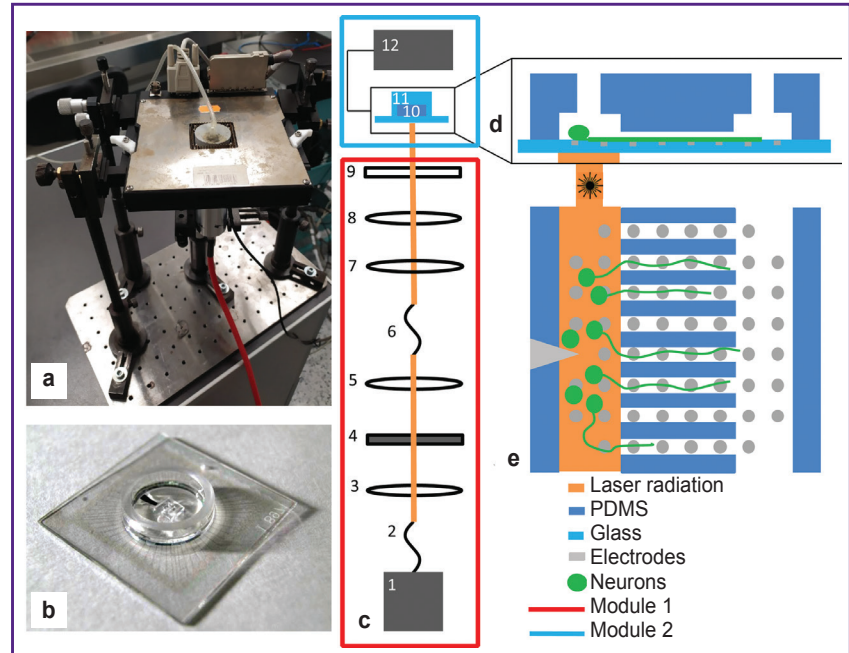 a
b
12
11
10
9
8
7
6
5
4
3
2
1
c
d
e
Laser radiation
PDMS
Glass
Electrodes
Neurons
Module 1
Module 2